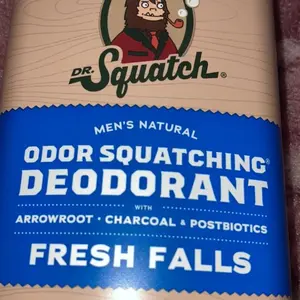 DR.
Squatch®
MEN'S NATURAL
ODOR SQUATCHING®
DEODORANT
WITH
ARROWROOT · CHARCOAL & POSTBIOTICS
FRESH FALLS